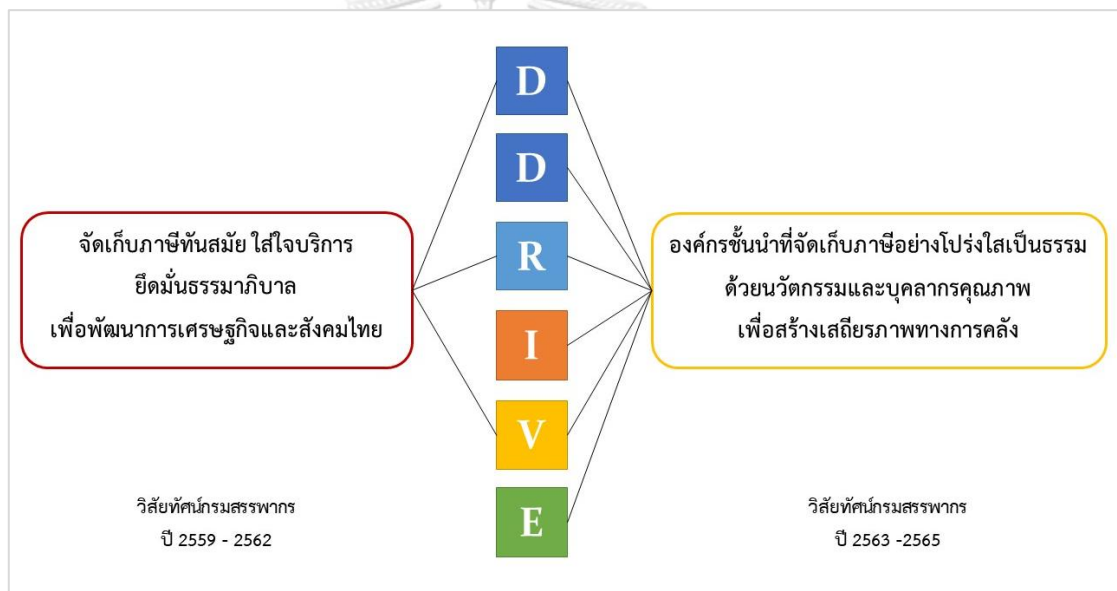 D
D
R
I
V
E
จัดเก็บภาษีทันสมัย ใส่ใจบริการ
ยึดมั่นธรรมาภิบาล
เพื่อพัฒนาการเศรษฐกิจและสังคมไทย
องค์กรชั้นนำที่จัดเก็บภาษีอย่างโปร่งใสเป็นธรรม
ด้วยนวัตกรรมและบุคลากรคุณภาพ
เพื่อสร้างเสถียรภาพทางการคลัง
วิสัยทัศน์กรมสรรพากร
ปี 2559 - 2562
วิสัยทัศน์กรมสรรพากร
ปี 2563 -2565